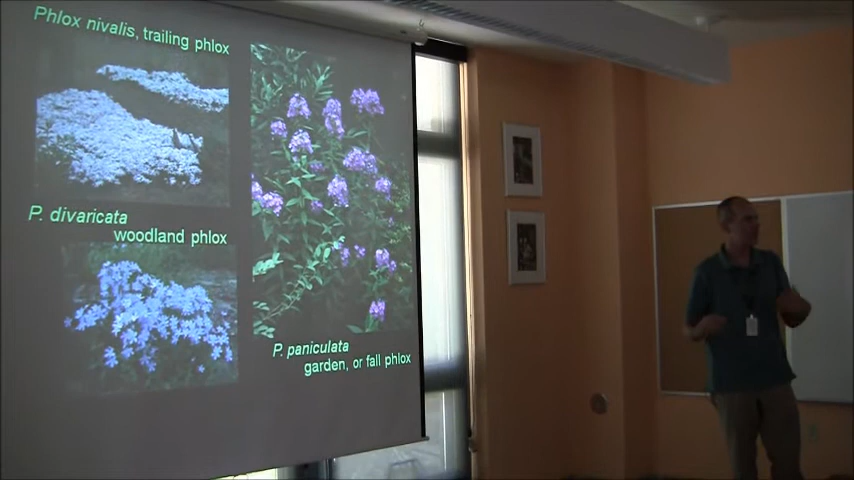 Phlox nivalis, trailing phlox
P. divaricata
woodland phlox
P. paniculata
garden, or fall phlox